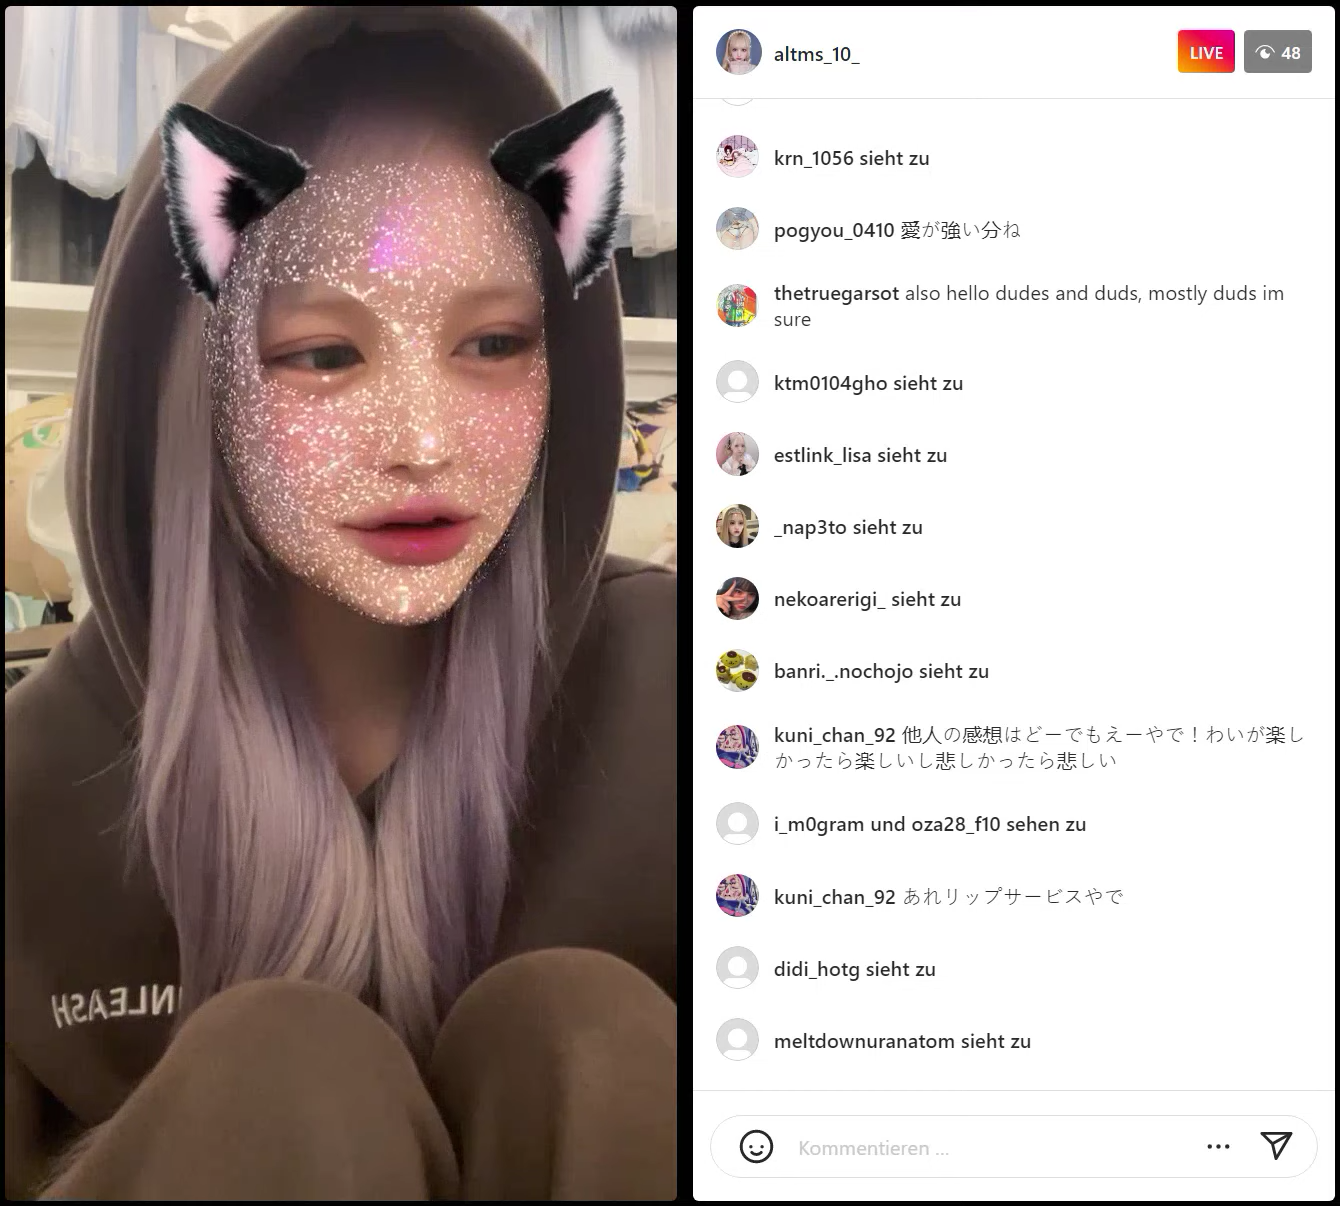 altms_10_
LIVE
48
krn_1056 sieht zu
pogyou_0410 愛が強い分ね
thetruegarsot also hello dudes and duds, mostly duds im
sure
ktm0104gho sieht zu
estlink_lisa sieht zu
_nap3to sieht zu
nekoarerigi_ sieht zu
banri._.nochojo sieht zu
kuni_chan_92 他人の感想はどーでもえーやで！わいが楽し
かったら楽しいし悲しかったら悲しい
i_m0gram und oza28_f10 sehen zu
kuni_chan_92 あれリップサービスやで
didi_hotg sieht zu
meltdownuranatom sieht zu
Kommentieren ...
NLEASH